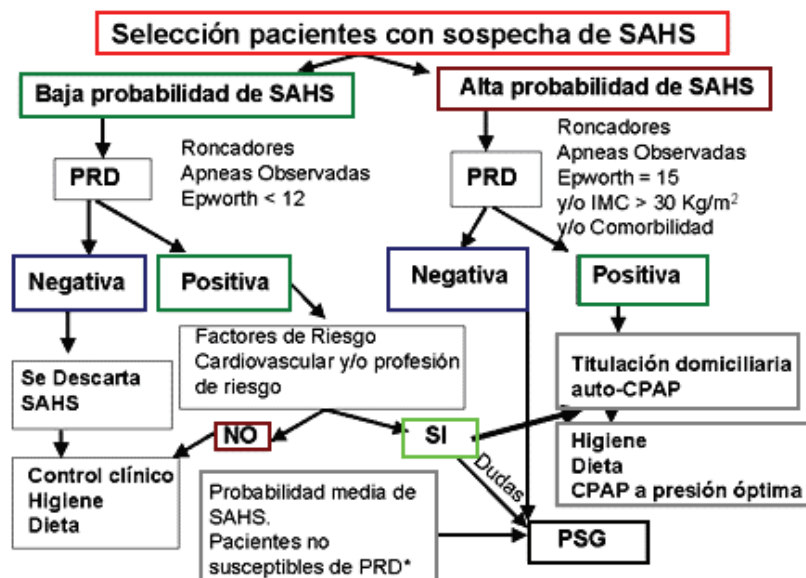 Selección pacientes con sospecha de SAHS
Baja probabilidad de SAHS
Alta probabilidad de SAHS
PRD
Roncadores
Apneas Observadas
Epworth < 12
PRD
Roncadores
Apneas Observadas
Epworth = 15
y/o IMC > 30 Kg/m²
y/o Comorbilidad
Negativa
Positiva
Negativa
Positiva
Factores de Riesgo
Cardiovascular y/o profesión
de riesgo
Se Descarta
SAHS
Titulación domiciliaria
auto-CPAP
NO
SI
Higiene
Dieta
CPAP a presión óptima
Dudas
Control clínico
Higiene
Dieta
Probabilidad media de
SAHS.
Pacientes no
susceptibles de PRD*
PSG